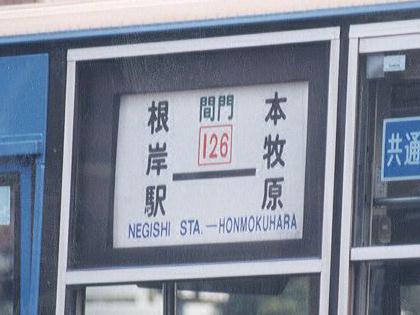 根岸駅
間門
126
本牧原
NEGISHI STA. — HONMOKUHARA
共通